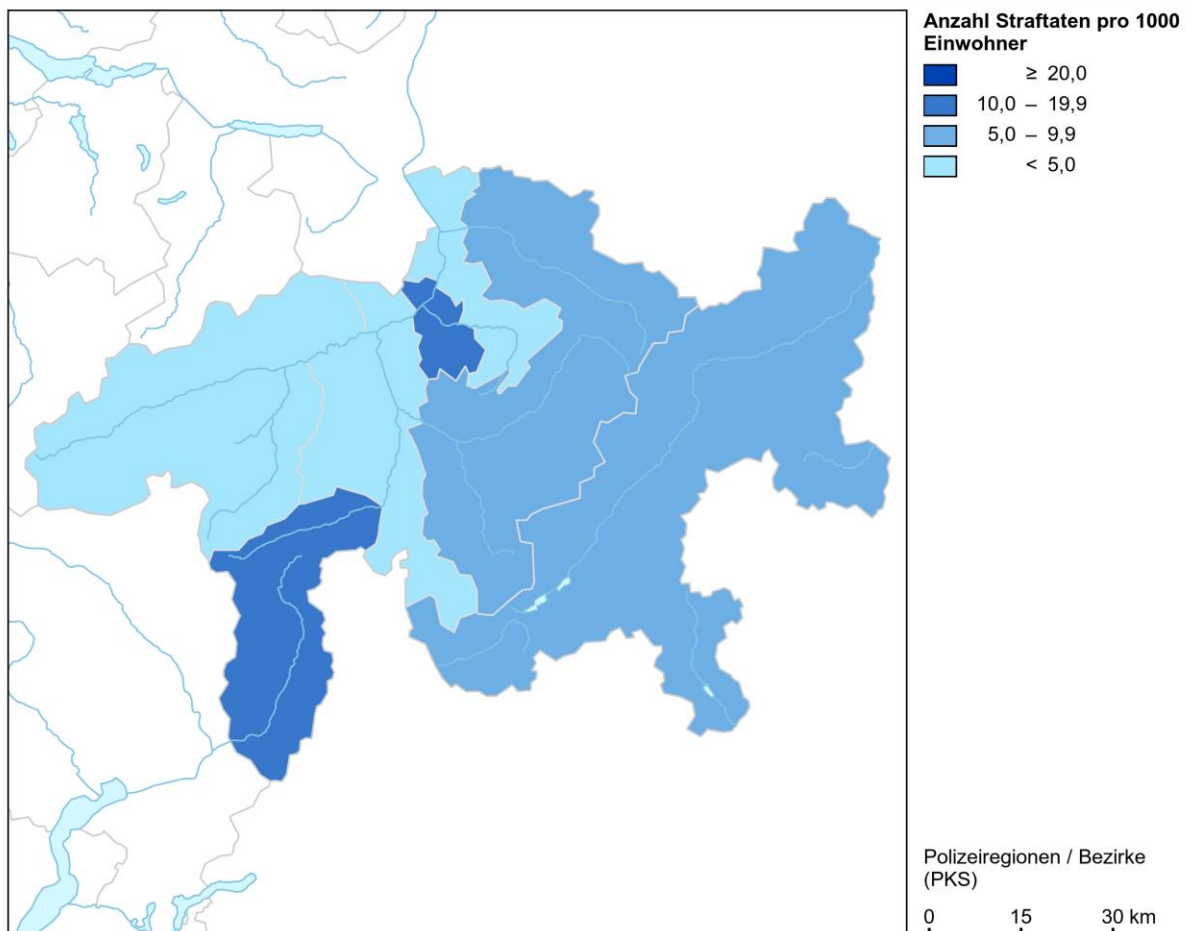 Anzahl Straftaten pro 1000
Einwohner
≥ 20,0
10,0 – 19,9
5,0 – 9,9
< 5,0
Polizeiregionen / Bezirke
(PKS)
0 15 30 km